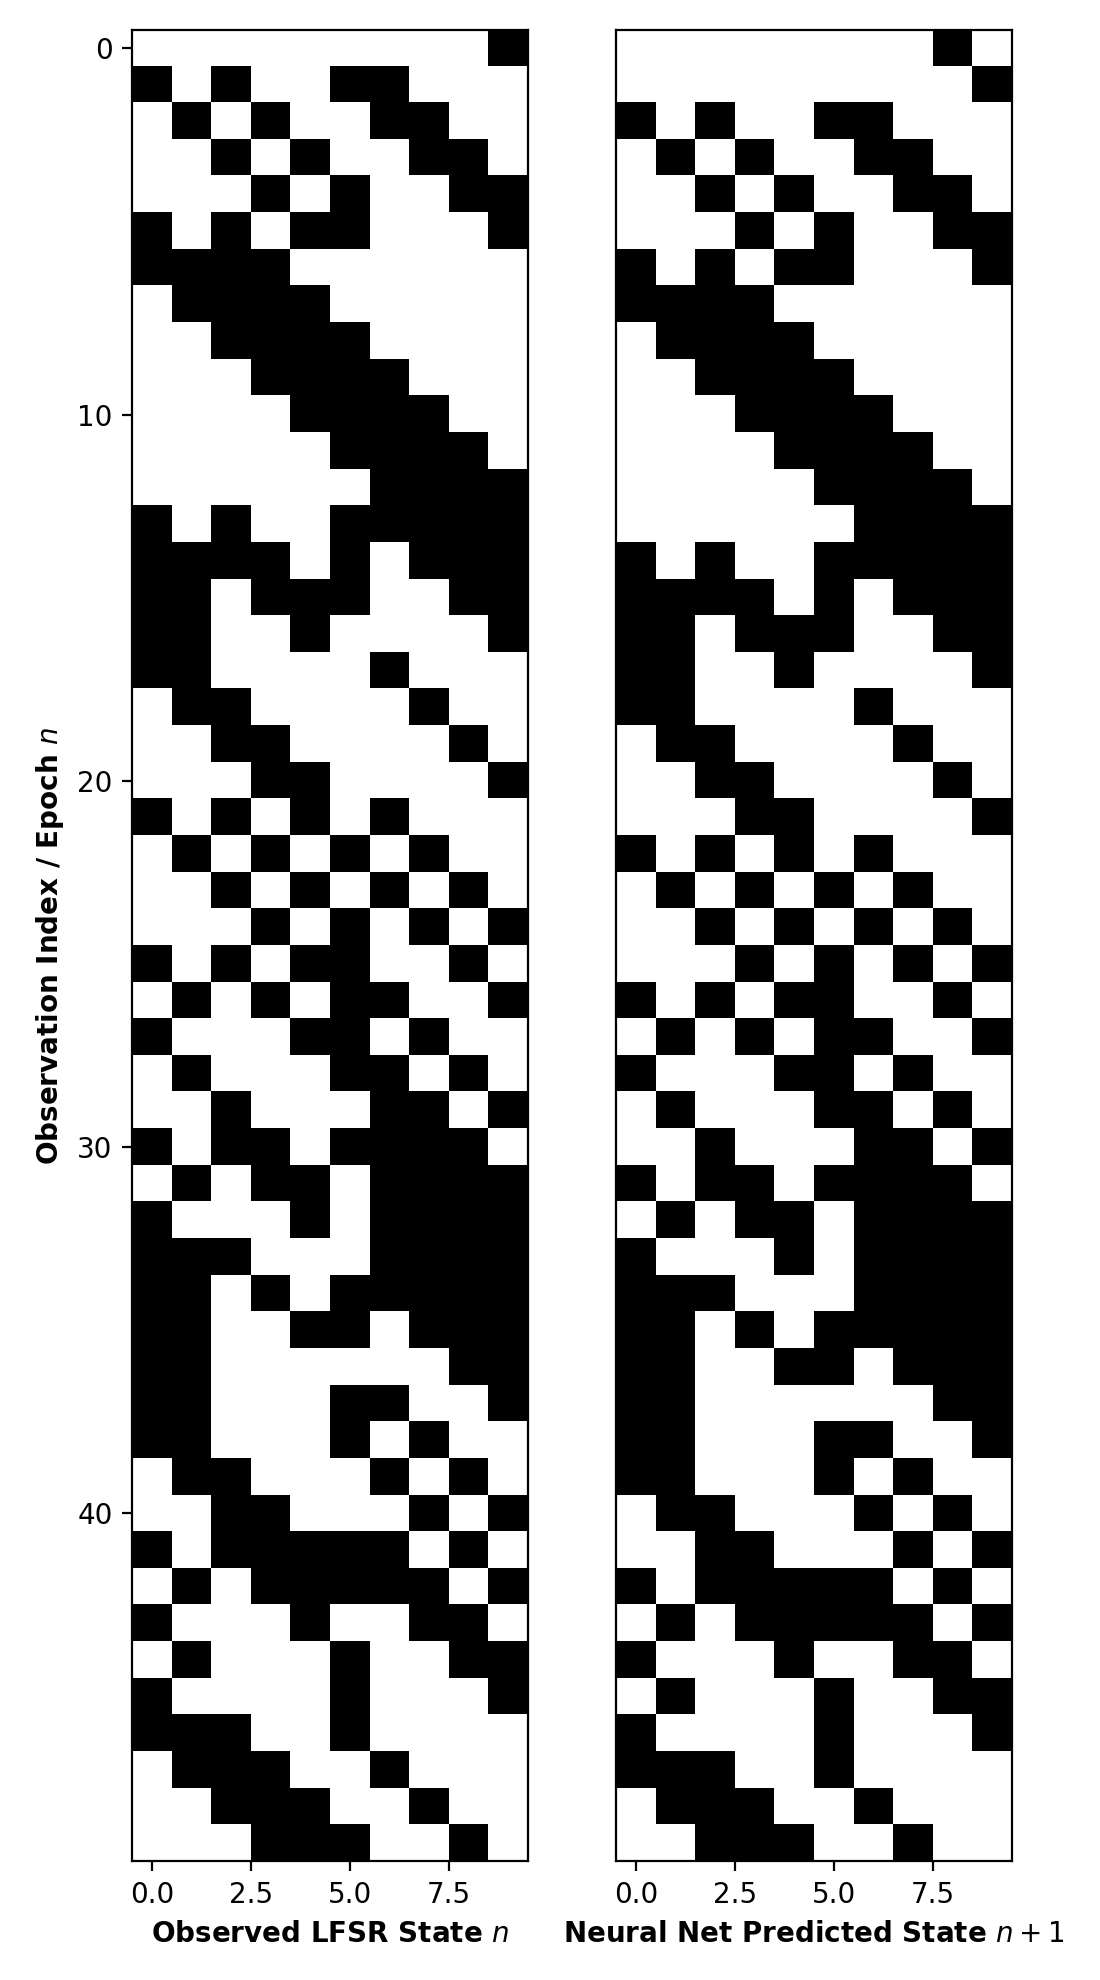 0
10
20
30
40
Observation Index / Epoch n
0.0 2.5 5.0 7.5
0.0 2.5 5.0 7.5
Observed LFSR State n
Neural Net Predicted State n + 1